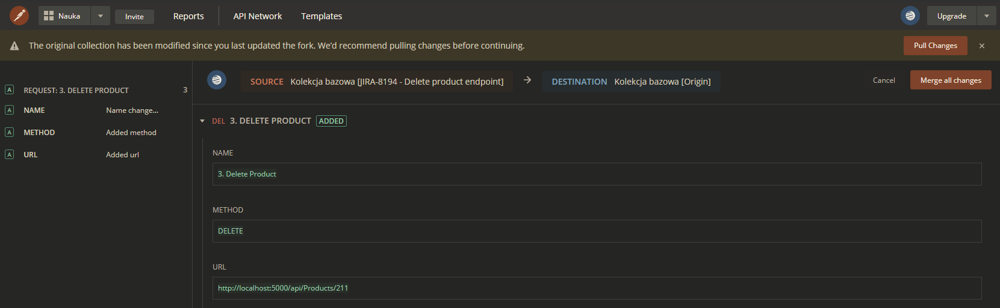 Nauka
Invite
Reports
API Network
Templates
Upgrade
The original collection has been modified since you last updated the fork. We'd recommend pulling changes before continuing.
Pull Changes
A REQUEST: 3. DELETE PRODUCT 3
A NAME Name change...
A METHOD Added method
A URL Added url
SOURCE Kolekcja bazowa [JIRA-8194 - Delete product endpoint] → DESTINATION Kolekcja bazowa [Origin]
Cancel
Merge all changes
DEL 3. DELETE PRODUCT ADDED
NAME
3. Delete Product
METHOD
DELETE
URL
http://localhost:5000/api/Products/211